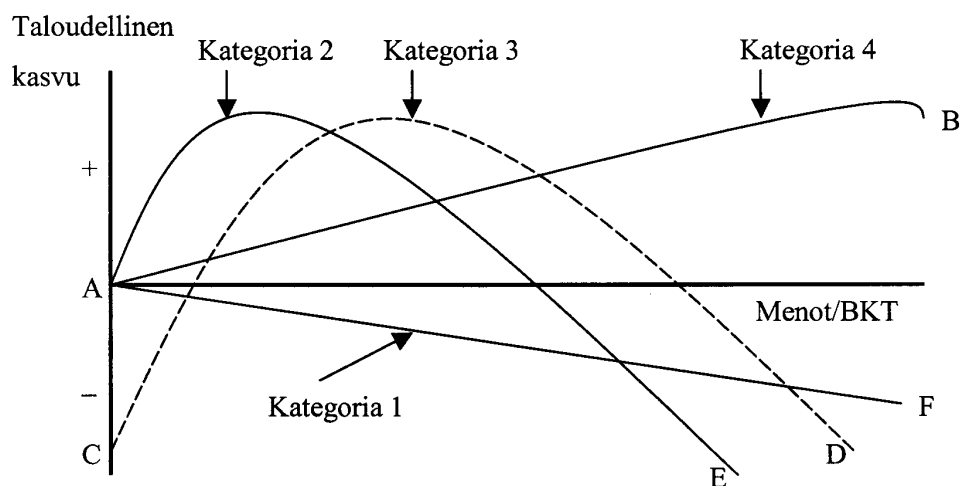 Taloudellinen
kasvu
Kategoria 2
Kategoria 3
Kategoria 4
B
+
A
Menot/BKT
−
Kategoria 1
F
C
D
E